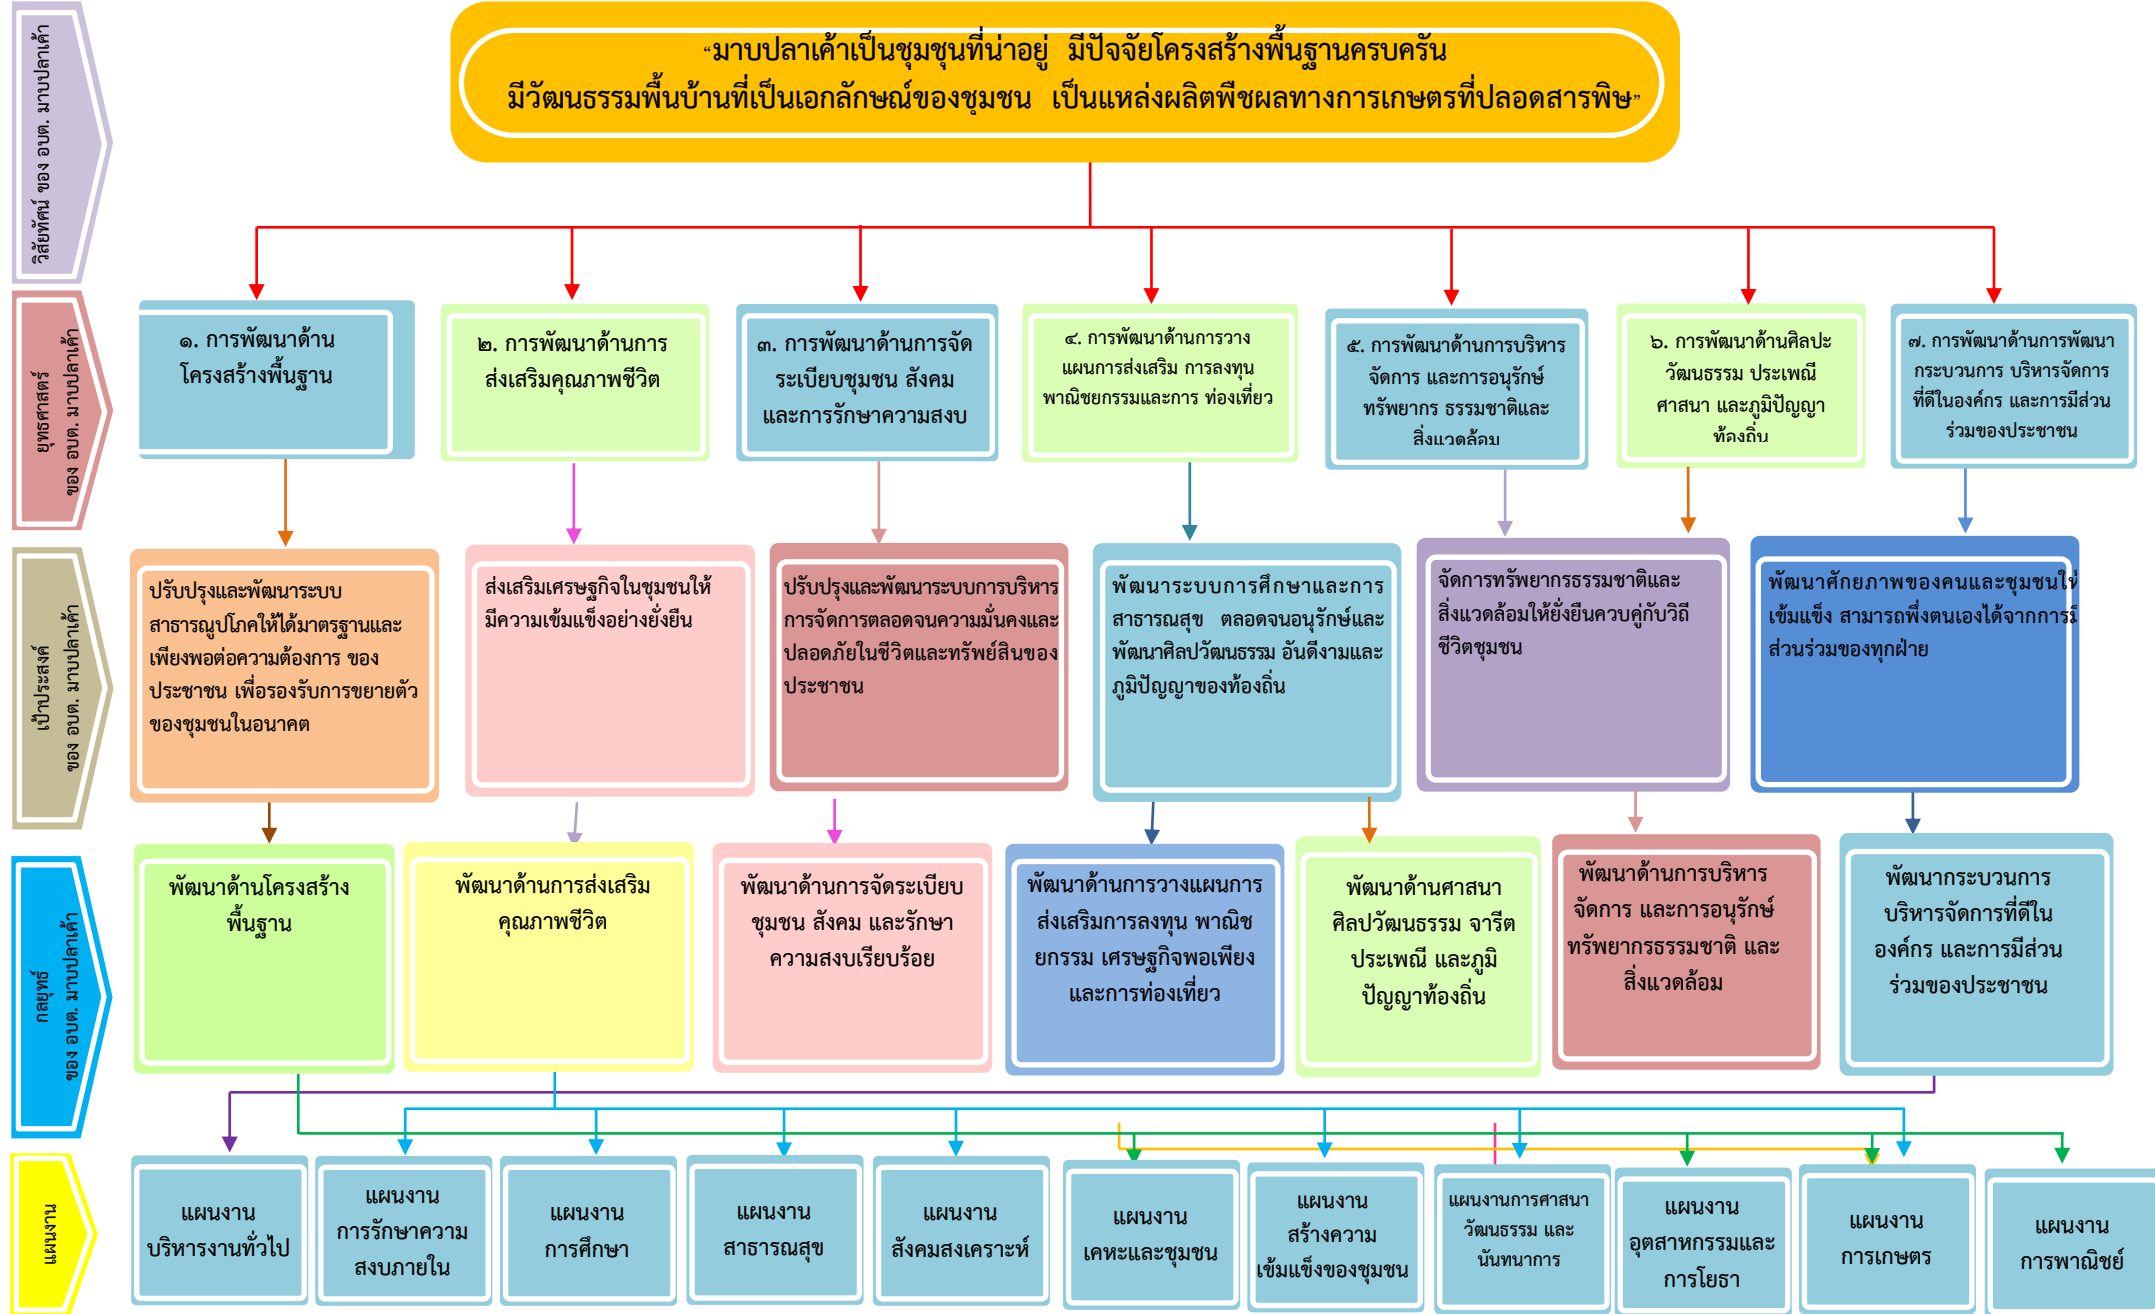 วิสัยทัศน์ ของ อบต. มาบปลาเค้า
“มาบปลาเค้าเป็นชุมชุนที่น่าอยู่ มีปัจจัยโครงสร้างพื้นฐานครบครัน
มีวัฒนธรรมพื้นบ้านที่เป็นเอกลักษณ์ของชุมชน เป็นแหล่งผลิตพืชผลทางการเกษตรที่ปลอดสารพิษ”
ยุทธศาสตร์
ของ อบต. มาบปลาเค้า
๑. การพัฒนาด้าน
โครงสร้างพื้นฐาน
๒. การพัฒนาด้านการ
ส่งเสริมคุณภาพชีวิต
๓. การพัฒนาด้านการจัด
ระเบียบชุมชน สังคม
และการรักษาความสงบ
๔. การพัฒนาด้านการวาง
แผนการส่งเสริม การลงทุน
พาณิชยกรรมและการ ท่องเที่ยว
๕. การพัฒนาด้านการบริหาร
จัดการ และการอนุรักษ์
ทรัพยากร ธรรมชาติและ
สิ่งแวดล้อม
๖. การพัฒนาด้านศิลปะ
วัฒนธรรม ประเพณี
ศาสนา และภูมิปัญญา
ท้องถิ่น
๗. การพัฒนาด้านการพัฒนา
กระบวนการ บริหารจัดการ
ที่ดีในองค์กร และการมีส่วน
ร่วมของประชาชน
เป้าประสงค์
ของ อบต. มาบปลาเค้า
ปรับปรุงและพัฒนาระบบ
สาธารณูปโภคให้ได้มาตรฐานและ
เพียงพอต่อความต้องการ ของ
ประชาชน เพื่อรองรับการขยายตัว
ของชุมชนในอนาคต
ส่งเสริมเศรษฐกิจในชุมชนให้
มีความเข้มแข็งอย่างยั่งยืน
ปรับปรุงและพัฒนาระบบการบริหาร
การจัดการตลอดจนความมั่นคงและ
ปลอดภัยในชีวิตและทรัพย์สินของ
ประชาชน
พัฒนาระบบการศึกษาและการ
สาธารณสุข ตลอดจนอนุรักษ์และ
พัฒนาศิลปวัฒนธรรม อันดีงามและ
ภูมิปัญญาของท้องถิ่น
จัดการทรัพยากรธรรมชาติและ
สิ่งแวดล้อมให้ยั่งยืนควบคู่กับวิถี
ชีวิตชุมชน
พัฒนาศักยภาพของคนและชุมชนให้
เข้มแข็ง สามารถพึ่งตนเองได้จากการมี
ส่วนร่วมของทุกฝ่าย
กลยุทธ์
ของ อบต. มาบปลาเค้า
พัฒนาด้านโครงสร้าง
พื้นฐาน
พัฒนาด้านการส่งเสริม
คุณภาพชีวิต
พัฒนาด้านการจัดระเบียบ
ชุมชน สังคม และรักษา
ความสงบเรียบร้อย
พัฒนาด้านการวางแผนการ
ส่งเสริมการลงทุน พาณิช
ยกรรม เศรษฐกิจพอเพียง
และการท่องเที่ยว
พัฒนาด้านศาสนา
ศิลปวัฒนธรรม จารีต
ประเพณี และภูมิ
ปัญญาท้องถิ่น
พัฒนาด้านการบริหาร
จัดการ และการอนุรักษ์
ทรัพยากรธรรมชาติ และ
สิ่งแวดล้อม
พัฒนากระบวนการ
บริหารจัดการที่ดีใน
องค์กร และการมีส่วน
ร่วมของประชาชน
แผนงาน
แผนงาน
บริหารงานทั่วไป
แผนงาน
การรักษาความ
สงบภายใน
แผนงาน
การศึกษา
แผนงาน
สาธารณสุข
แผนงาน
สังคมสงเคราะห์
แผนงาน
เคหะและชุมชน
แผนงาน
สร้างความ
เข้มแข็งของชุมชน
แผนงานการศาสนา
วัฒนธรรม และ
นันทนาการ
แผนงาน
อุตสาหกรรมและ
การโยธา
แผนงาน
การเกษตร
แผนงาน
การพาณิชย์